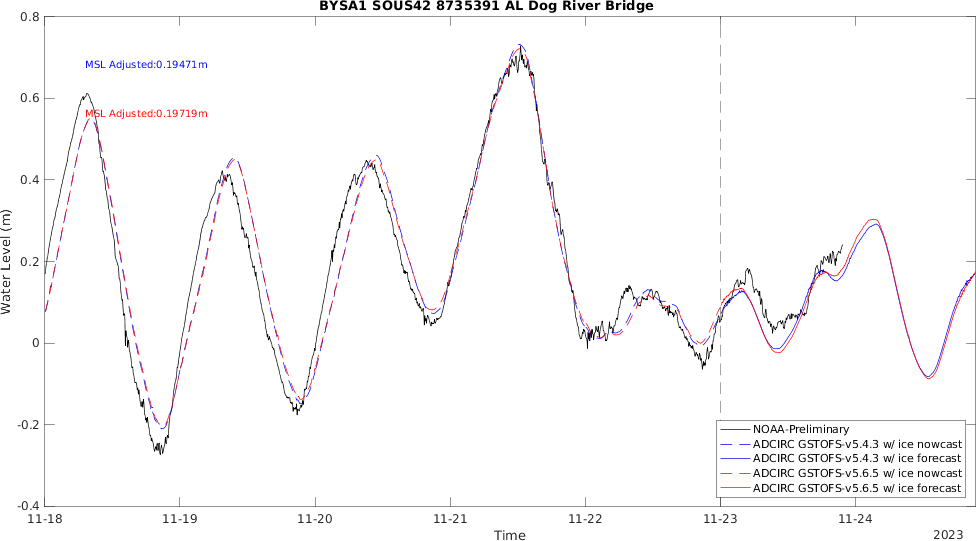 BYSA1 SOUS42 8735391 AL Dog River Bridge
MSL Adjusted:0.19471m
MSL Adjusted:0.19719m
Water Level (m)
0.8
0.6
0.4
0.2
0
-0.2
-0.4
NOAA-Preliminary
ADCIRC GSTOFS-v5.4.3 w/ ice nowcast
ADCIRC GSTOFS-v5.4.3 w/ ice forecast
ADCIRC GSTOFS-v5.6.5 w/ ice nowcast
ADCIRC GSTOFS-v5.6.5 w/ ice forecast
11-18 11-19 11-20 11-21 11-22 11-23 11-24
Time
2023